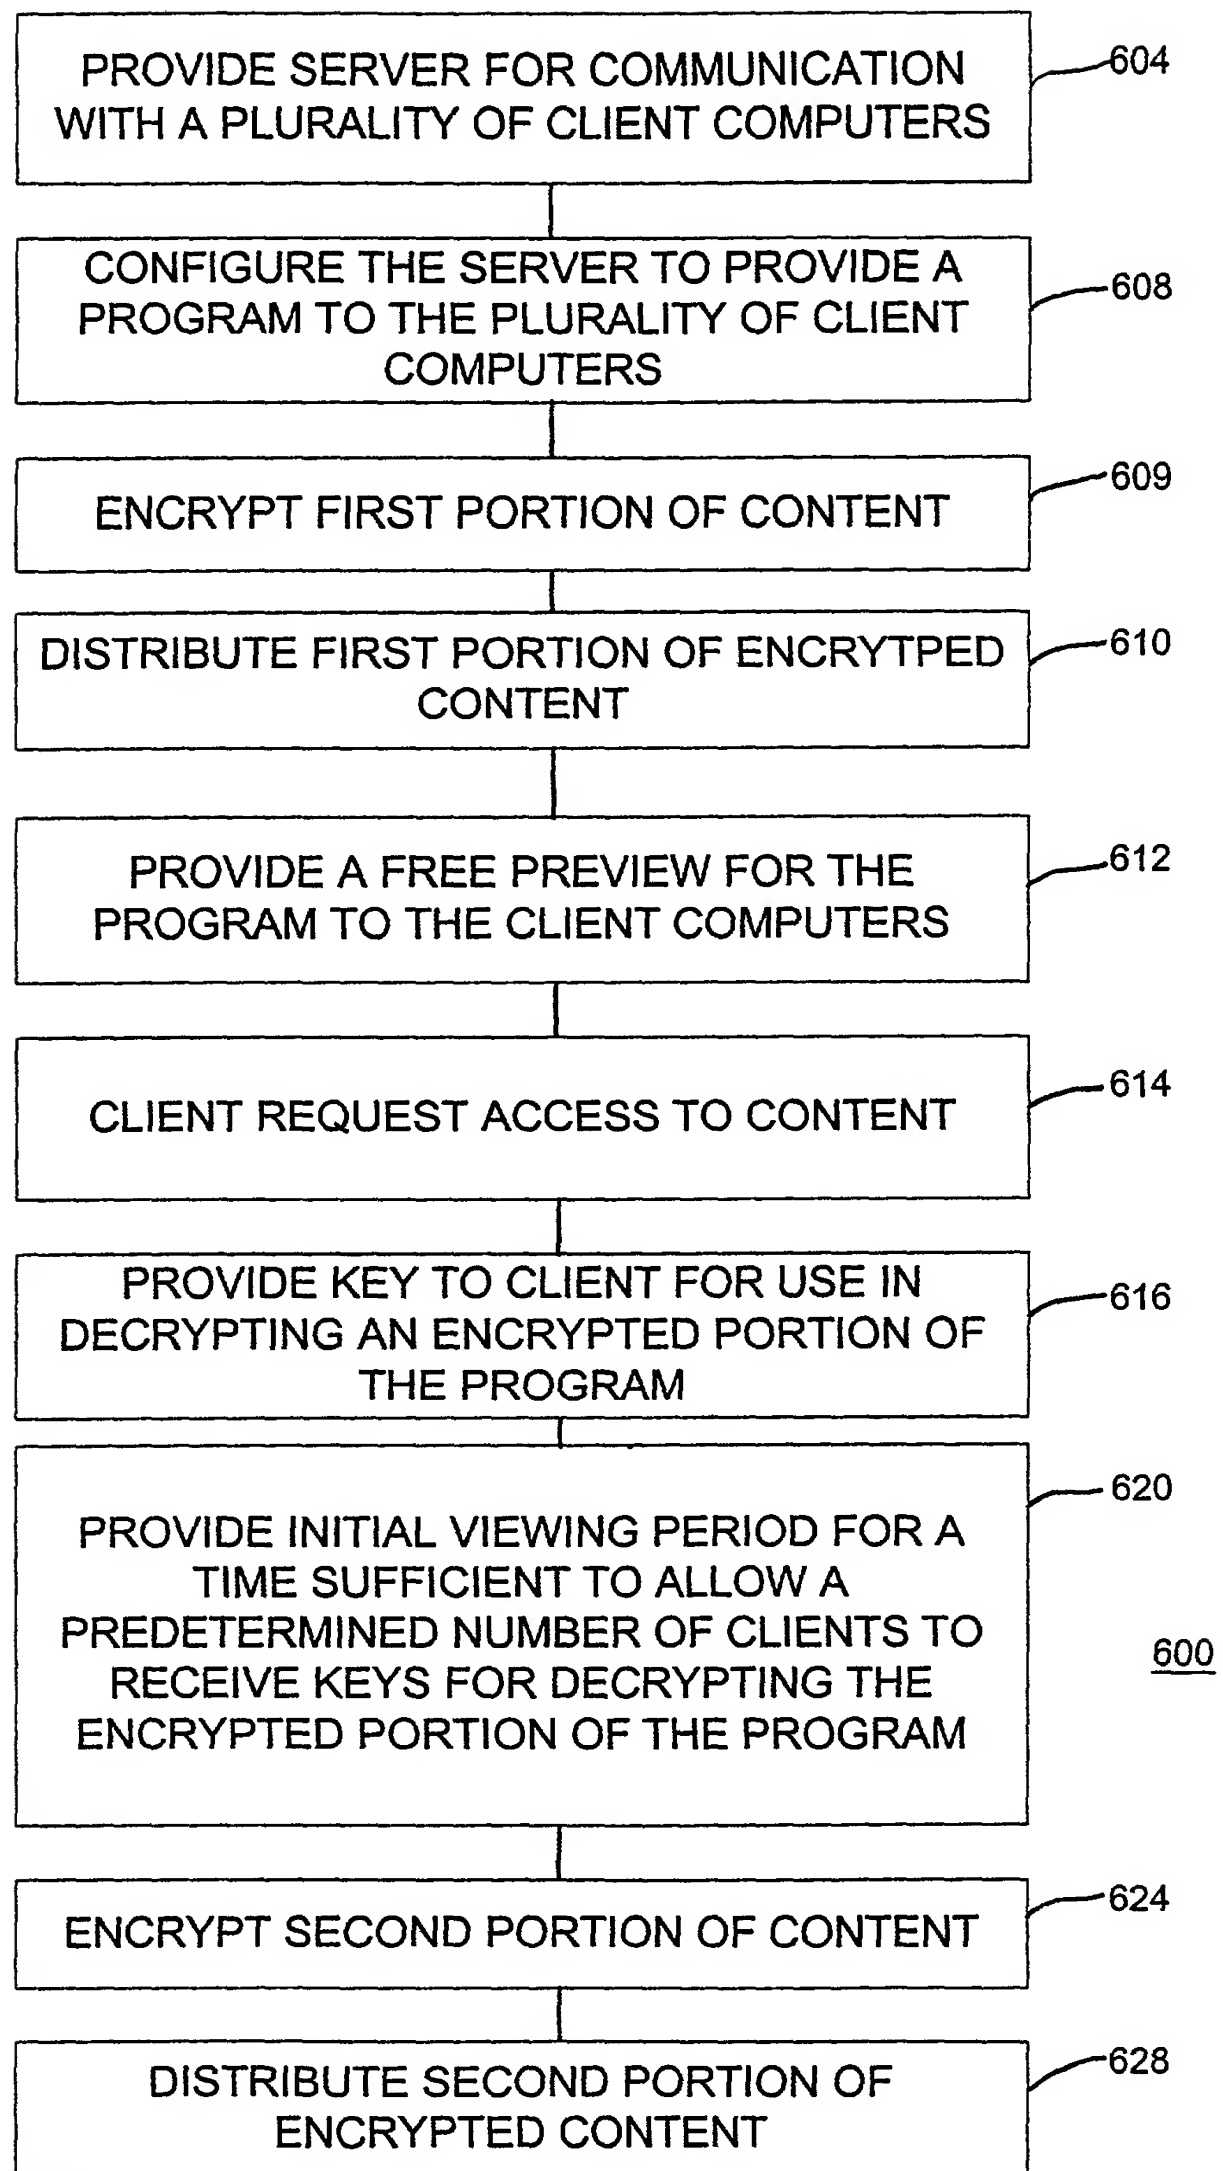 PROVIDE SERVER FOR COMMUNICATION
WITH A PLURALITY OF CLIENT COMPUTERS
604
CONFIGURE THE SERVER TO PROVIDE A
PROGRAM TO THE PLURALITY OF CLIENT
COMPUTERS
608
ENCRYPT FIRST PORTION OF CONTENT
609
DISTRIBUTE FIRST PORTION OF ENCRYTPED
CONTENT
610
PROVIDE A FREE PREVIEW FOR THE
PROGRAM TO THE CLIENT COMPUTERS
612
CLIENT REQUEST ACCESS TO CONTENT
614
PROVIDE KEY TO CLIENT FOR USE IN
DECRYPTING AN ENCRYPTED PORTION OF
THE PROGRAM
616
PROVIDE INITIAL VIEWING PERIOD FOR A
TIME SUFFICIENT TO ALLOW A
PREDETERMINED NUMBER OF CLIENTS TO
RECEIVE KEYS FOR DECRYPTING THE
ENCRYPTED PORTION OF THE PROGRAM
620
600
ENCRYPT SECOND PORTION OF CONTENT
624
DISTRIBUTE SECOND PORTION OF
ENCRYPTED CONTENT
628